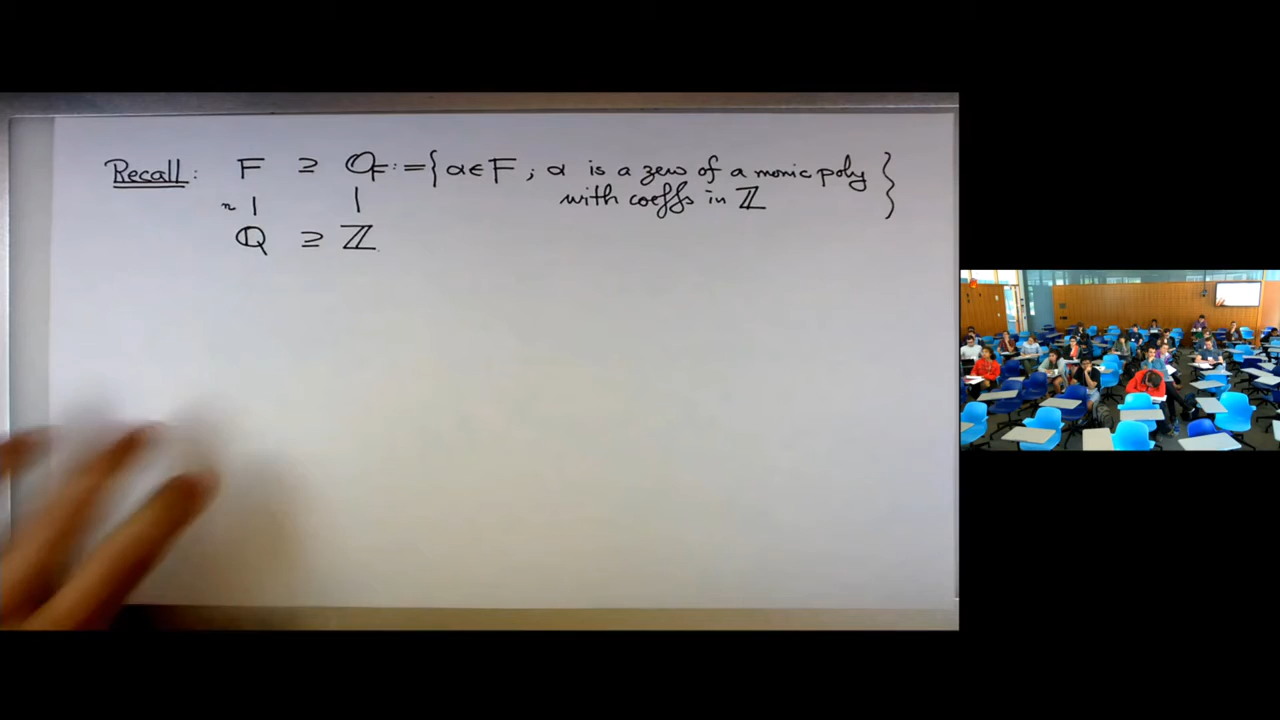 Recall: F ⊇ O_F := { α ∈ F ; α is a zero of a monic poly
with coeffs in ℤ }
n | |
ℚ ⊇ ℤ